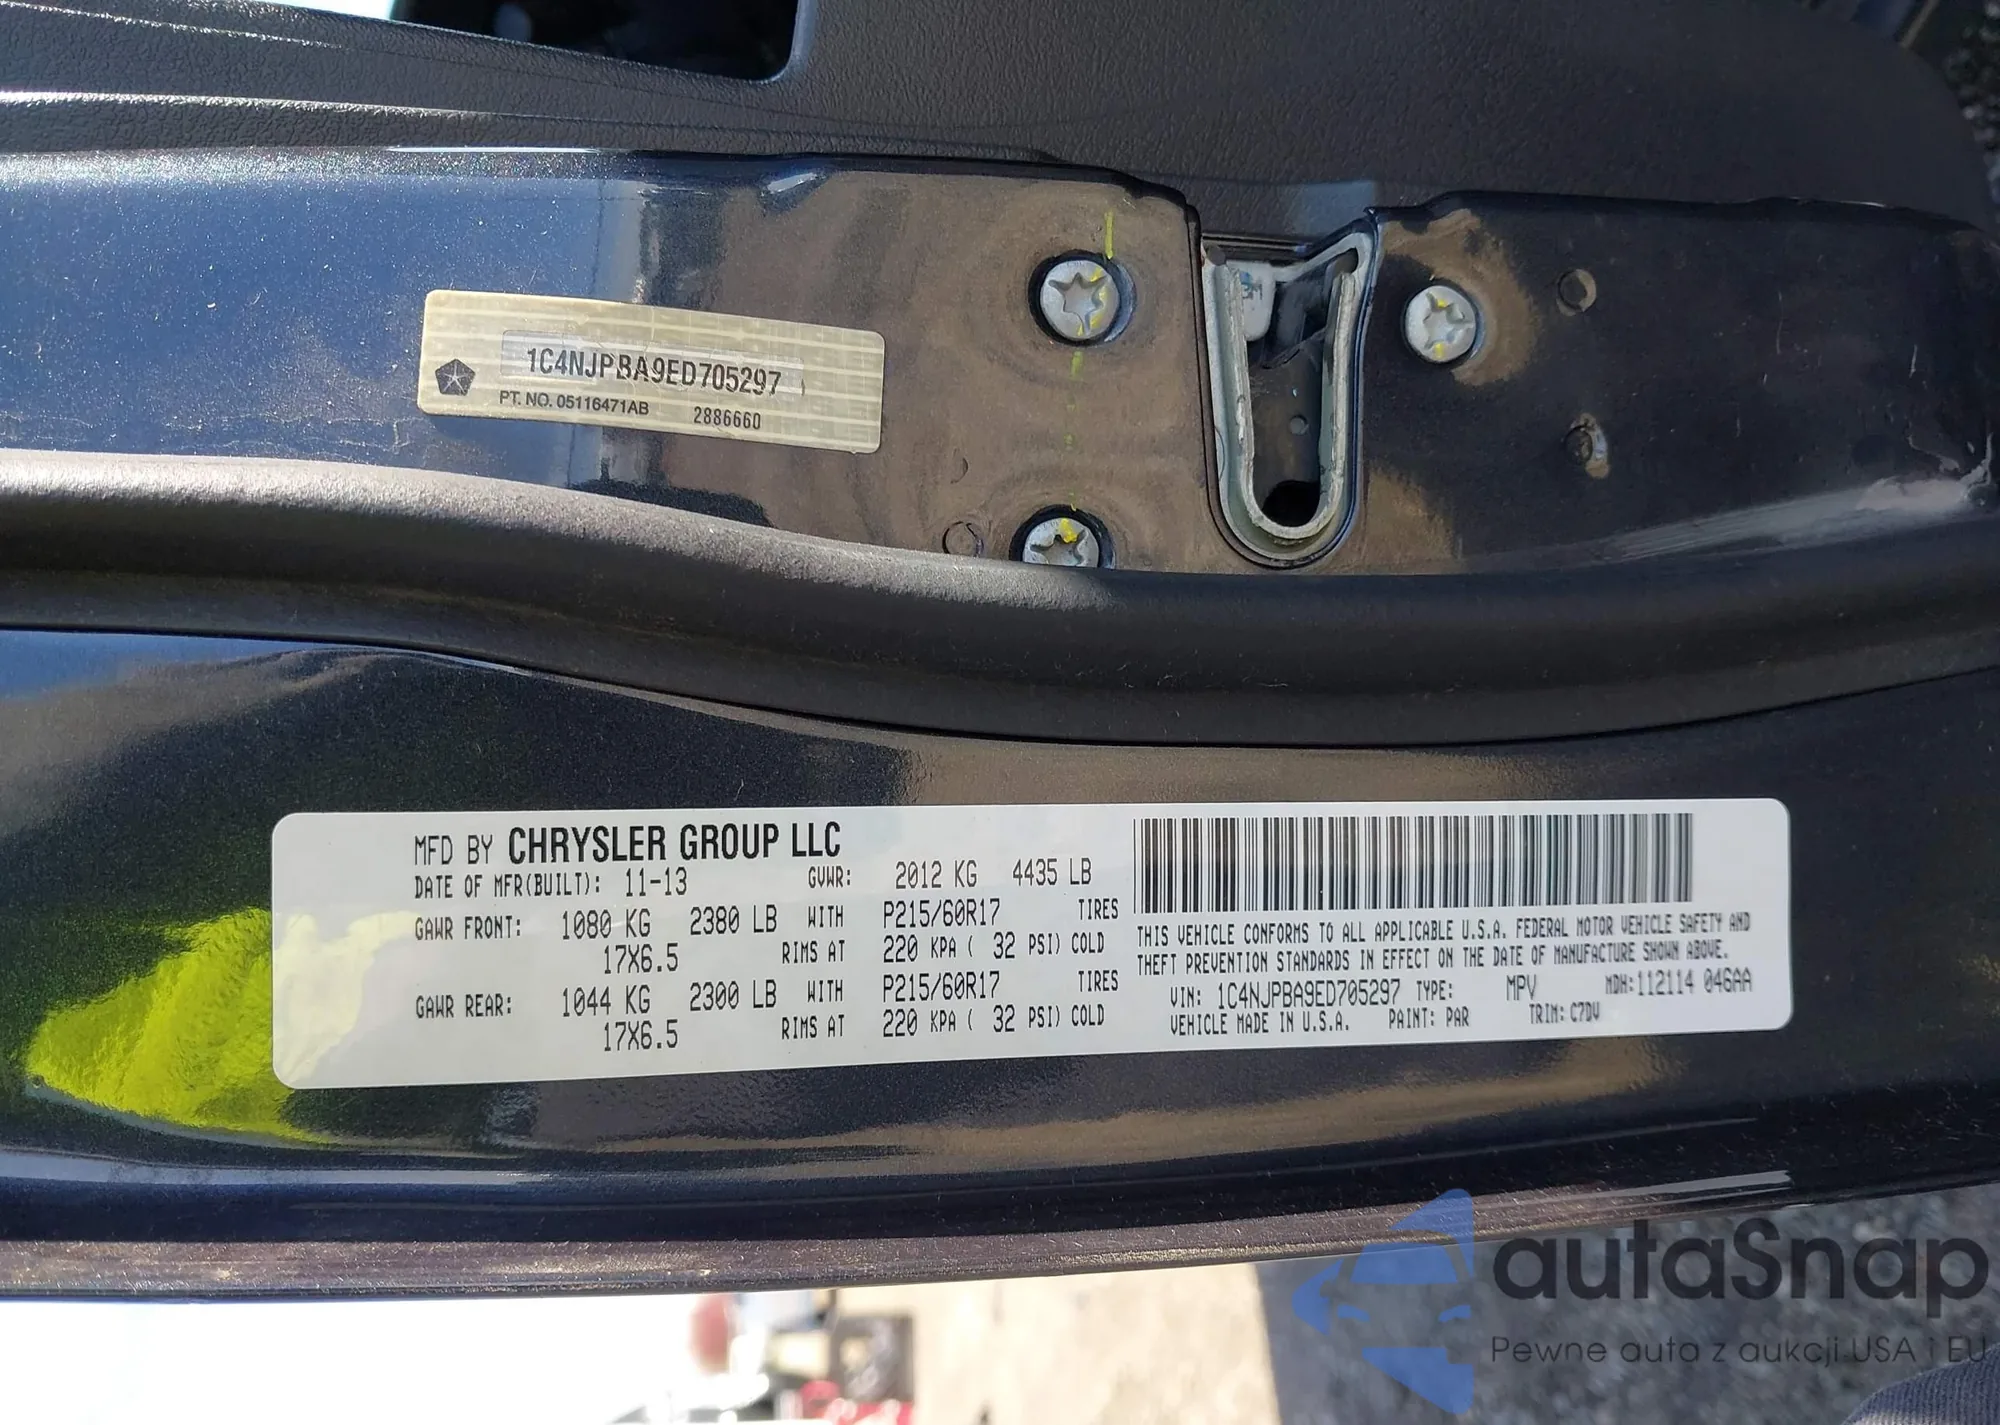 1C4NJPBA9ED705297
PT. NO. 05116471AB 2886660
MFD BY CHRYSLER GROUP LLC
DATE OF MFR(BUILT): 11-13 GVWR: 2012 KG 4435 LB
GAWR FRONT: 1080 KG 2380 LB WITH P215/60R17 TIRES
17X6.5 RIMS AT 220 KPA ( 32 PSI) COLD
GAWR REAR: 1044 KG 2300 LB WITH P215/60R17 TIRES
17X6.5 RIMS AT 220 KPA ( 32 PSI) COLD
THIS VEHICLE CONFORMS TO ALL APPLICABLE U.S.A. FEDERAL MOTOR VEHICLE SAFETY AND
THEFT PREVENTION STANDARDS IN EFFECT ON THE DATE OF MANUFACTURE SHOWN ABOVE.
VIN: 1C4NJPBA9ED705297 TYPE: MPV MDH:112114 046AA
VEHICLE MADE IN U.S.A. PAINT: PAR TRIM: C7DV
autaSnap
Pewne auta z aukcji USA i EU